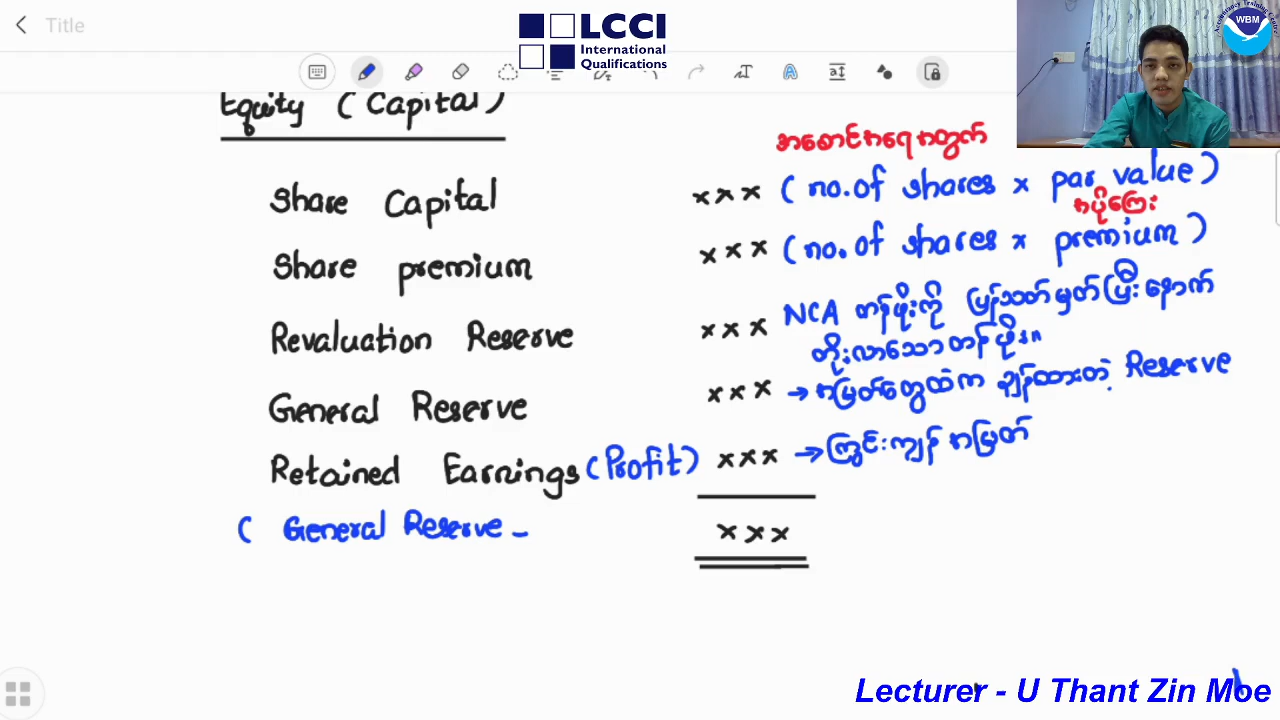 Title
LCCI
International
Qualifications
WBM
Equity (Capital)
အစောင်အရေအတွက်
Share Capital xxx (no.of shares x par value)
အပိုကြေး
Share premium xxx (no.of shares x premium)
Revaluation Reserve xxx NCA တန်ဖိုးကို ပြန်သတ်မှတ်ပြီးနောက်
တိုးလာသောတန်ဖိုး။
General Reserve xxx → အမြတ်တွေထဲက ချန်ထားတဲ့ Reserve
Retained Earnings (Profit) xxx → ကြွင်းကျန်အမြတ်
( General Reserve - xxx
Lecturer - U Thant Zin Moe